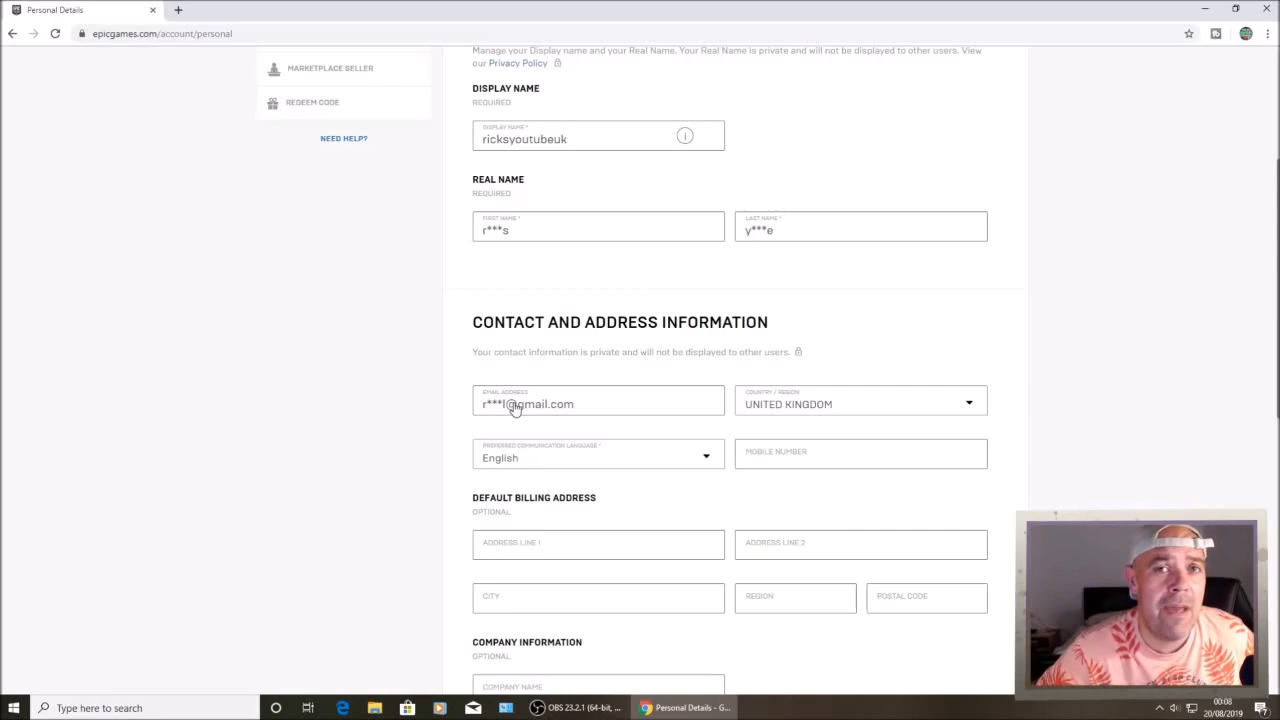 Personal Details
epicgames.com/account/personal
MARKETPLACE SELLER
REDEEM CODE
NEED HELP?
Manage your Display name and your Real Name. Your Real Name is private and will not be displayed to other users. View
our Privacy Policy
DISPLAY NAME
REQUIRED
DISPLAY NAME *
ricksyoutubeuk
REAL NAME
REQUIRED
FIRST NAME *
r***s
LAST NAME *
y***e
CONTACT AND ADDRESS INFORMATION
Your contact information is private and will not be displayed to other users.
EMAIL ADDRESS
r***l@gmail.com
COUNTRY / REGION
UNITED KINGDOM
PREFERRED COMMUNICATION LANGUAGE *
English
MOBILE NUMBER
DEFAULT BILLING ADDRESS
OPTIONAL
ADDRESS LINE 1
ADDRESS LINE 2
CITY
REGION
POSTAL CODE
COMPANY INFORMATION
OPTIONAL
COMPANY NAME
Type here to search
OBS 23.2.1 (64-bit, ...
Personal Details - G...
00:08
20/08/2019